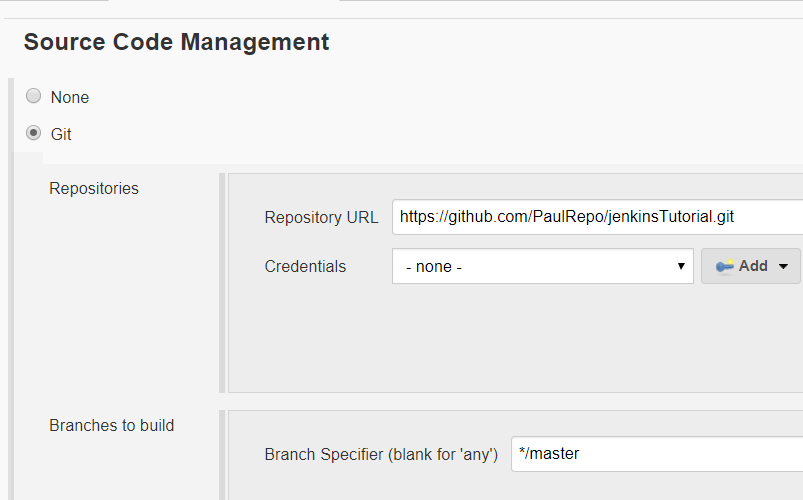 Source Code Management
None
Git
Repositories
Repository URL https://github.com/PaulRepo/jenkinsTutorial.git
Credentials - none - Add
Branches to build
Branch Specifier (blank for 'any') */master